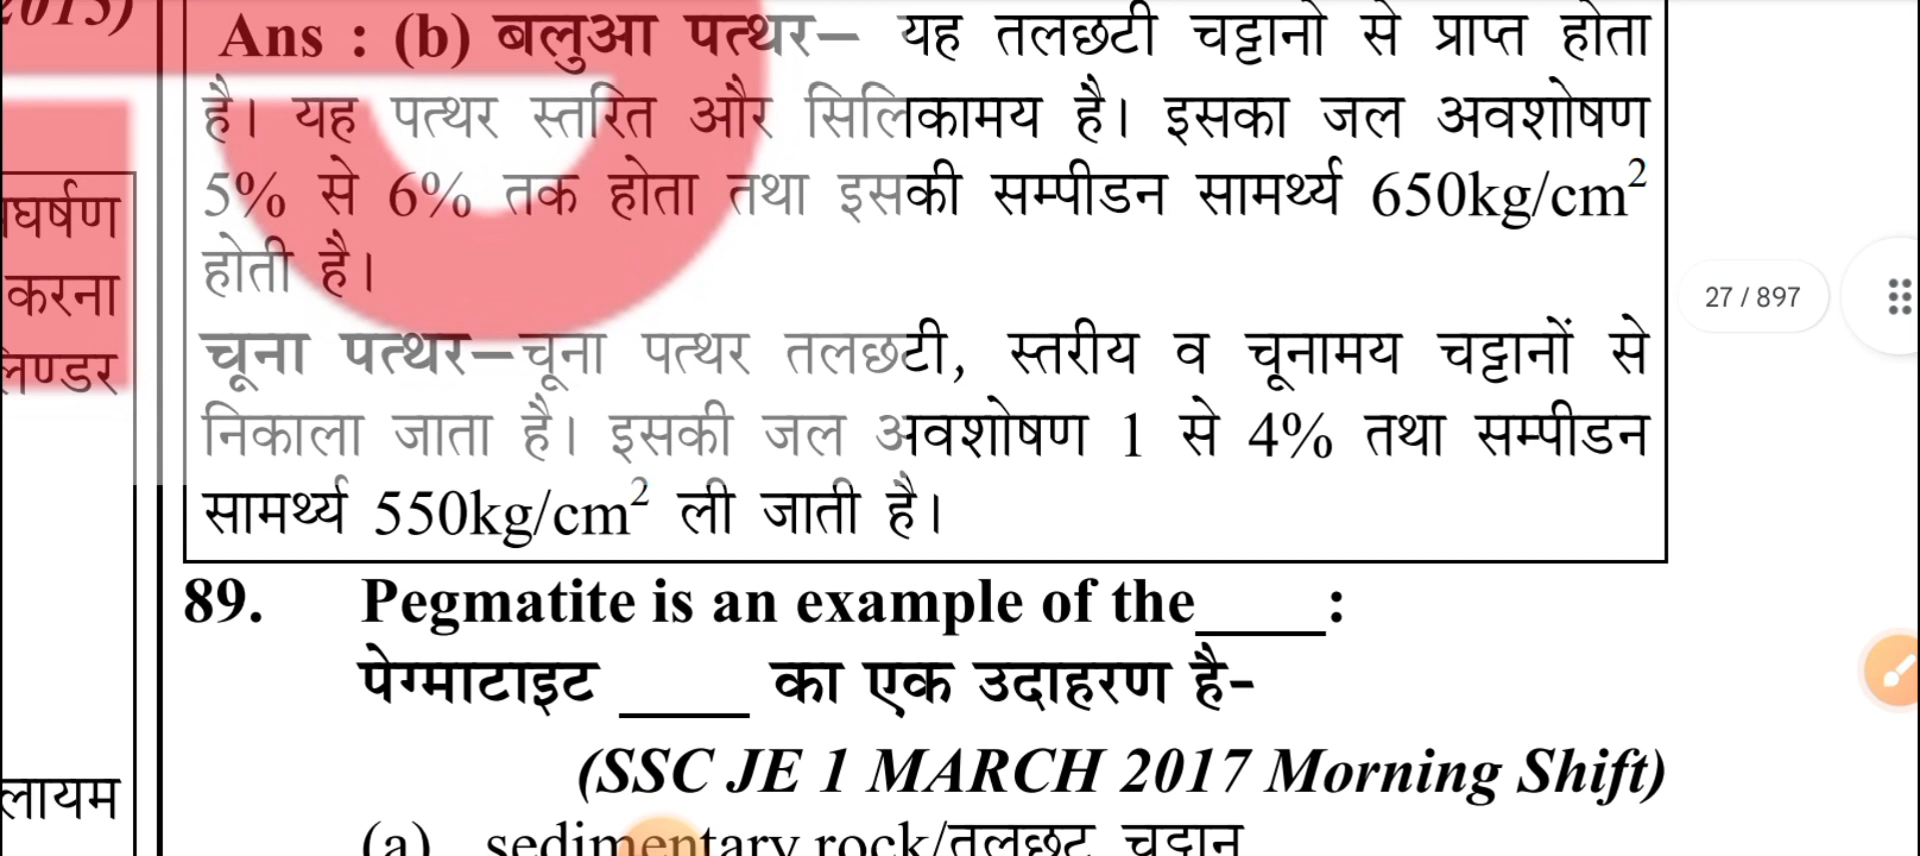 2015)
घर्षण
करना
लिण्डर
लायम
Ans : (b) बलुआ पत्थर– यह तलछटी चट्टानो से प्राप्त होता
है। यह पत्थर स्तरित और सिलिकामय है। इसका जल अवशोषण
5% से 6% तक होता तथा इसकी सम्पीडन सामर्थ्य 650kg/cm²
होती है।
चूना पत्थर–चूना पत्थर तलछटी, स्तरीय व चूनामय चट्टानों से
निकाला जाता है। इसकी जल अवशोषण 1 से 4% तथा सम्पीडन
सामर्थ्य 550kg/cm² ली जाती है।
27 / 897
89. Pegmatite is an example of the____:
पेग्माटाइट ____ का एक उदाहरण है-
(SSC JE 1 MARCH 2017 Morning Shift)
(a) sedimentary rock/तलछट चट्टान